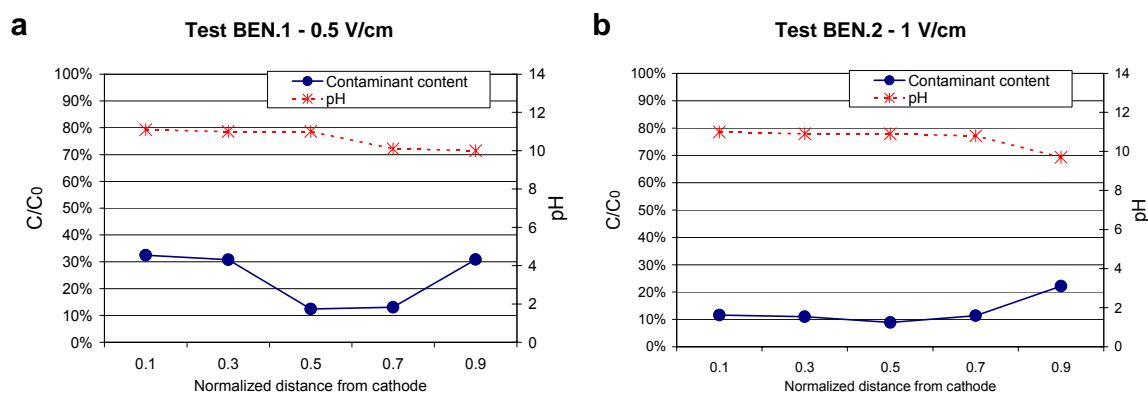 a
Test BEN.1 - 0.5 V/cm
Contaminant content
pH
100%
90%
80%
70%
60%
50%
40%
30%
20%
10%
0%
C/C0
14
12
10
8
6
4
2
0
pH
0.1 0.3 0.5 0.7 0.9
Normalized distance from cathode
b
Test BEN.2 - 1 V/cm
Contaminant content
pH
100%
90%
80%
70%
60%
50%
40%
30%
20%
10%
0%
C/C0
14
12
10
8
6
4
2
0
pH
0.1 0.3 0.5 0.7 0.9
Normalized distance from cathode